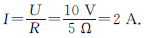 I = U/R = 10 V/5 Ω = 2 A.